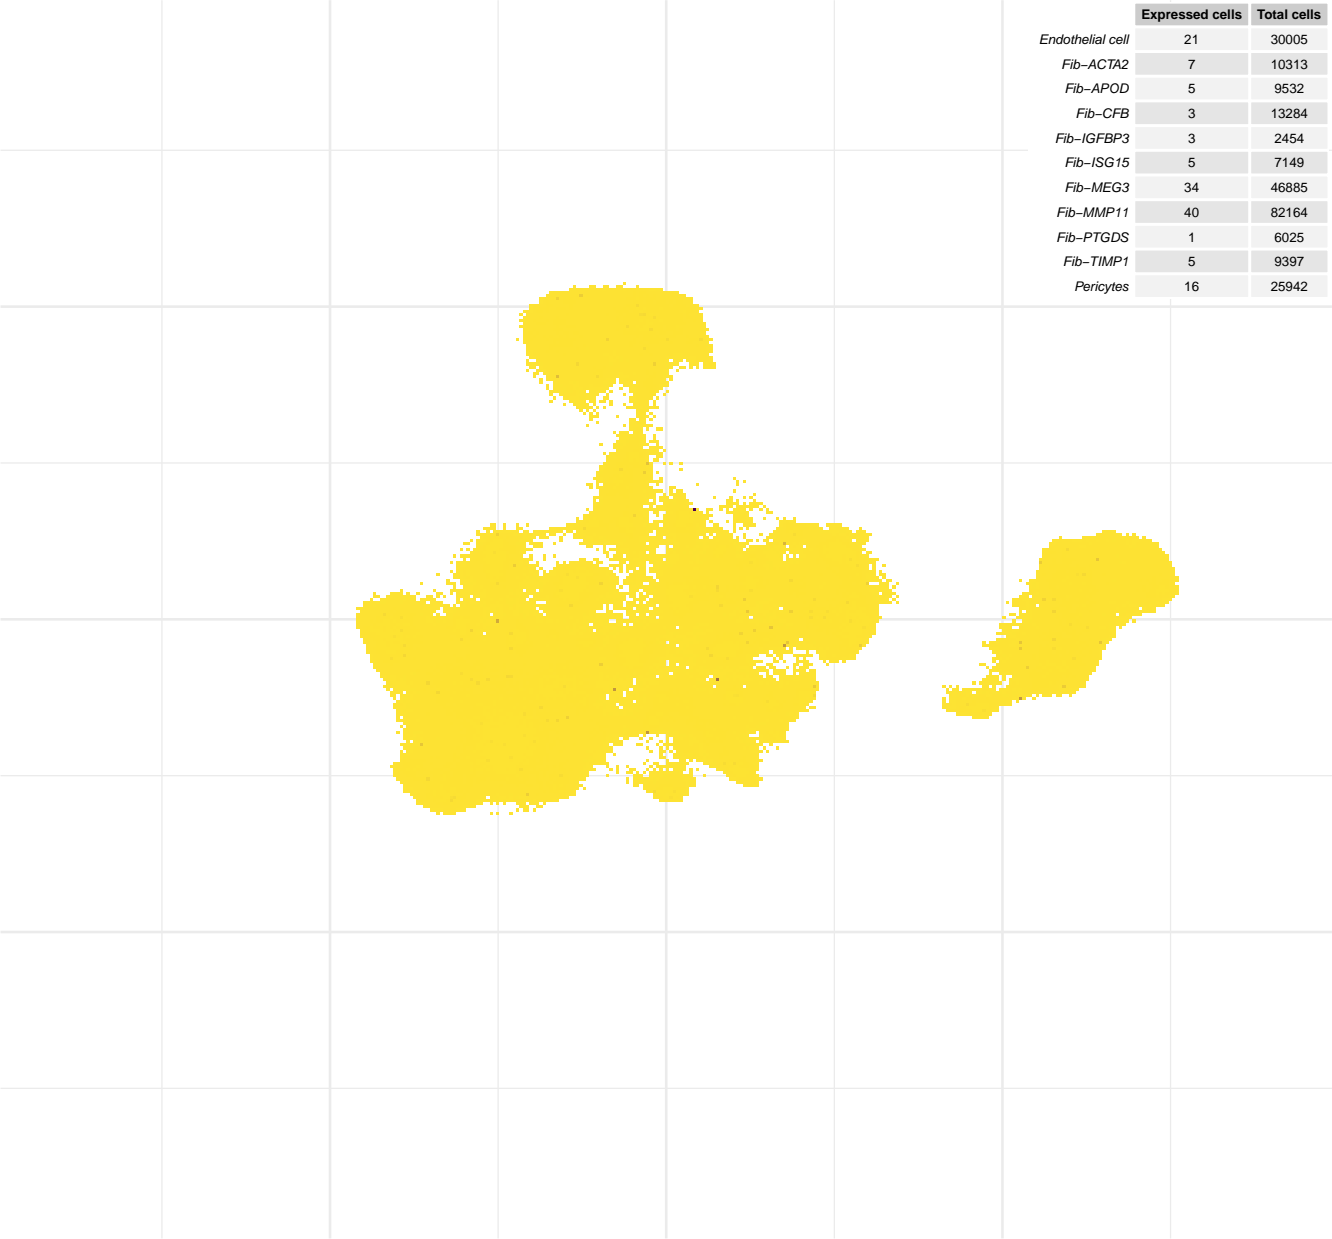 Expressed cells Total cells
Endothelial cell 21 30005
Fib−ACTA2 7 10313
Fib−APOD 5 9532
Fib−CFB 3 13284
Fib−IGFBP3 3 2454
Fib−ISG15 5 7149
Fib−MEG3 34 46885
Fib−MMP11 40 82164
Fib−PTGDS 1 6025
Fib−TIMP1 5 9397
Pericytes 16 25942